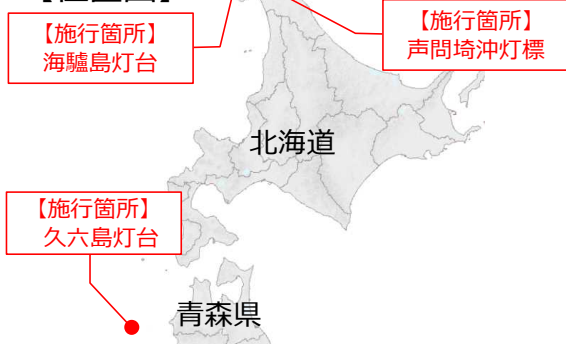 【施行箇所】
海驢島灯台
【施行箇所】
声問埼沖灯標
北海道
【施行箇所】
久六島灯台
青森県